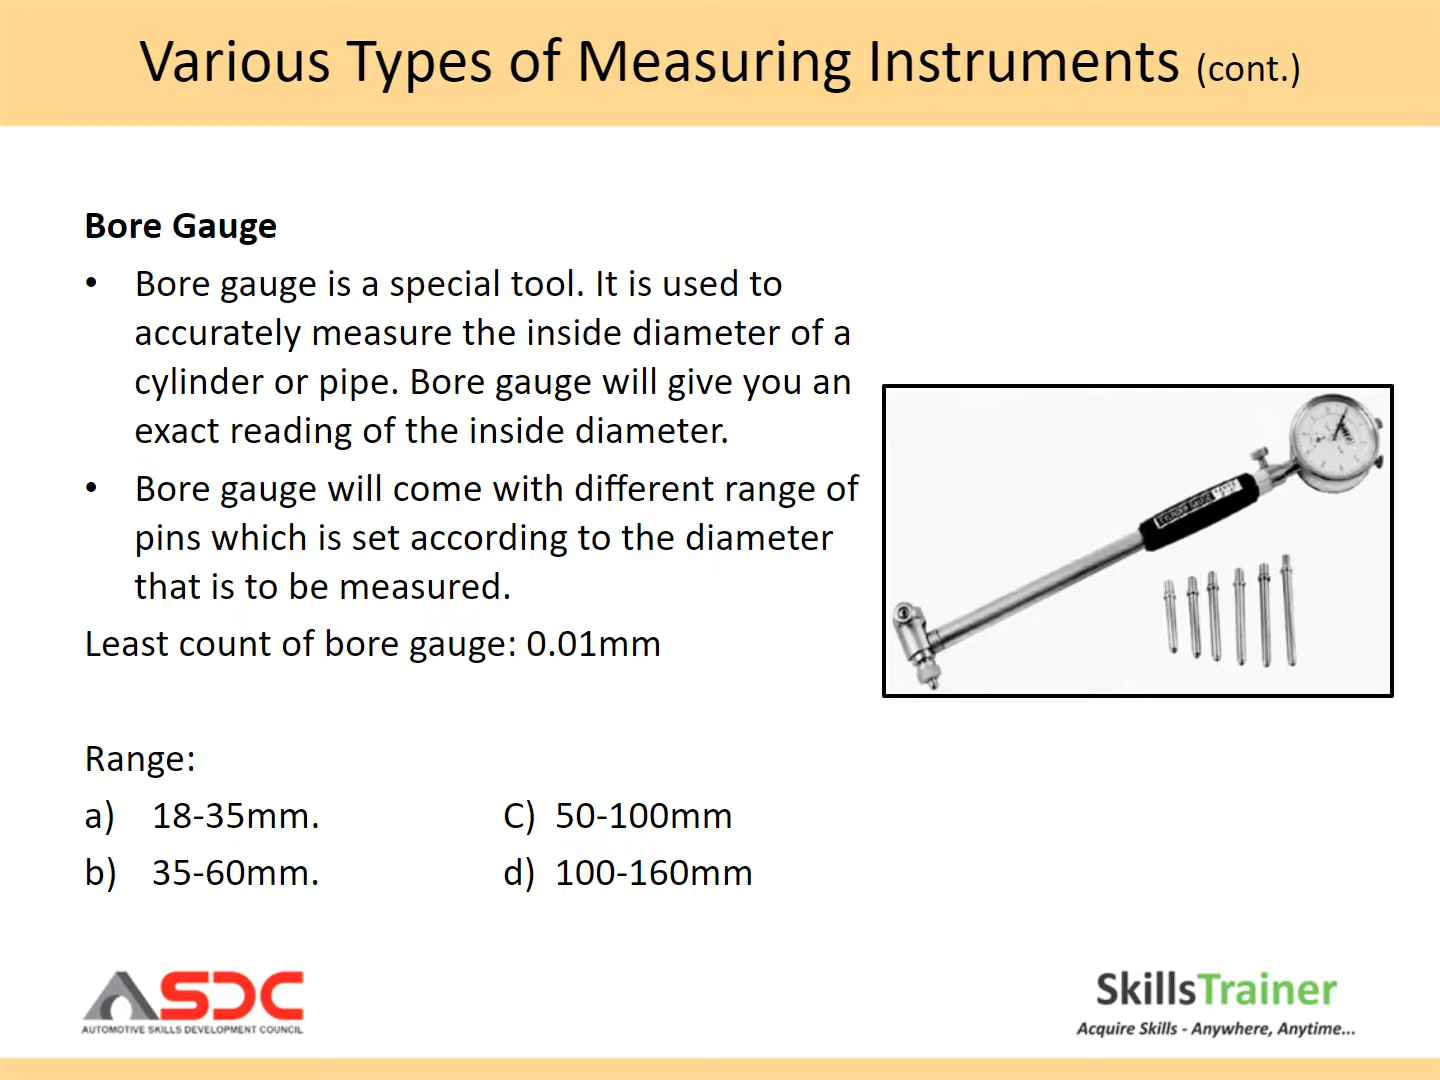 Various Types of Measuring Instruments (cont.)
Bore Gauge
• Bore gauge is a special tool. It is used to
accurately measure the inside diameter of a
cylinder or pipe. Bore gauge will give you an
exact reading of the inside diameter.
• Bore gauge will come with different range of
pins which is set according to the diameter
that is to be measured.
Least count of bore gauge: 0.01mm
Range:
a) 18-35mm. C) 50-100mm
b) 35-60mm. d) 100-160mm
ASDC
AUTOMOTIVE SKILLS DEVELOPMENT COUNCIL
SkillsTrainer
Acquire Skills - Anywhere, Anytime...